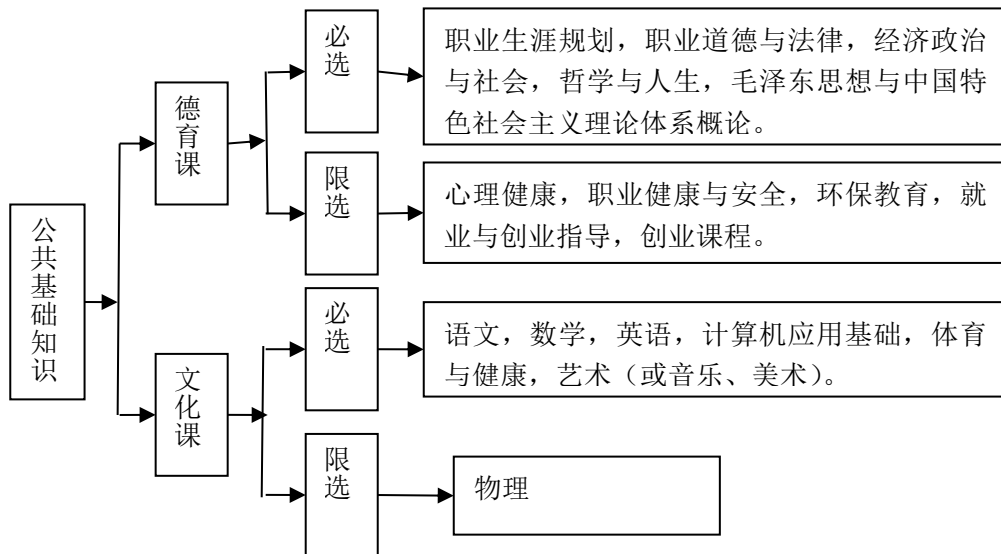 公共基础知识
德育课
必选
职业生涯规划，职业道德与法律，经济政治
与社会，哲学与人生，毛泽东思想与中国特
色社会主义理论体系概论。
限选
心理健康，职业健康与安全，环保教育，就
业与创业指导，创业课程。
文化课
必选
语文，数学，英语，计算机应用基础，体育
与健康，艺术（或音乐、美术）。
限选
物理